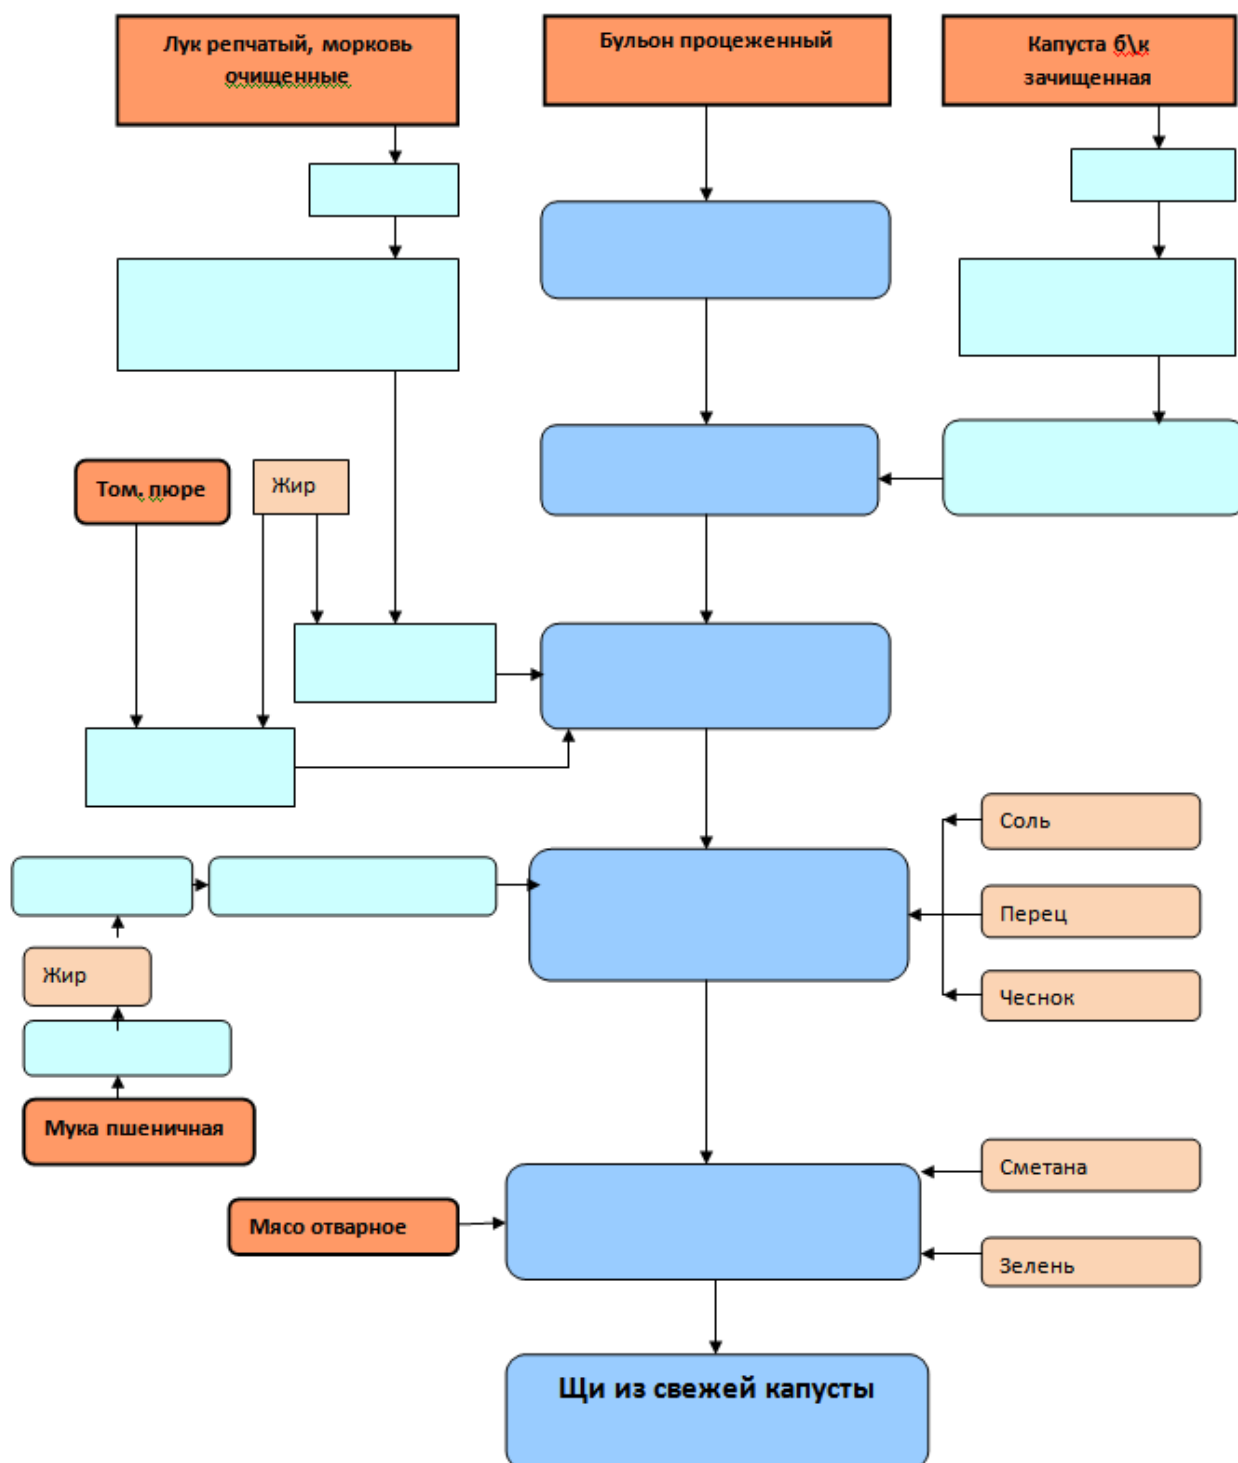 Лук репчатый, морковь
очищенные
Бульон процеженный
Капуста б\к
зачищенная
Том. пюре
Жир
Соль
Перец
Чеснок
Жир
Мука пшеничная
Мясо отварное
Сметана
Зелень
Щи из свежей капусты